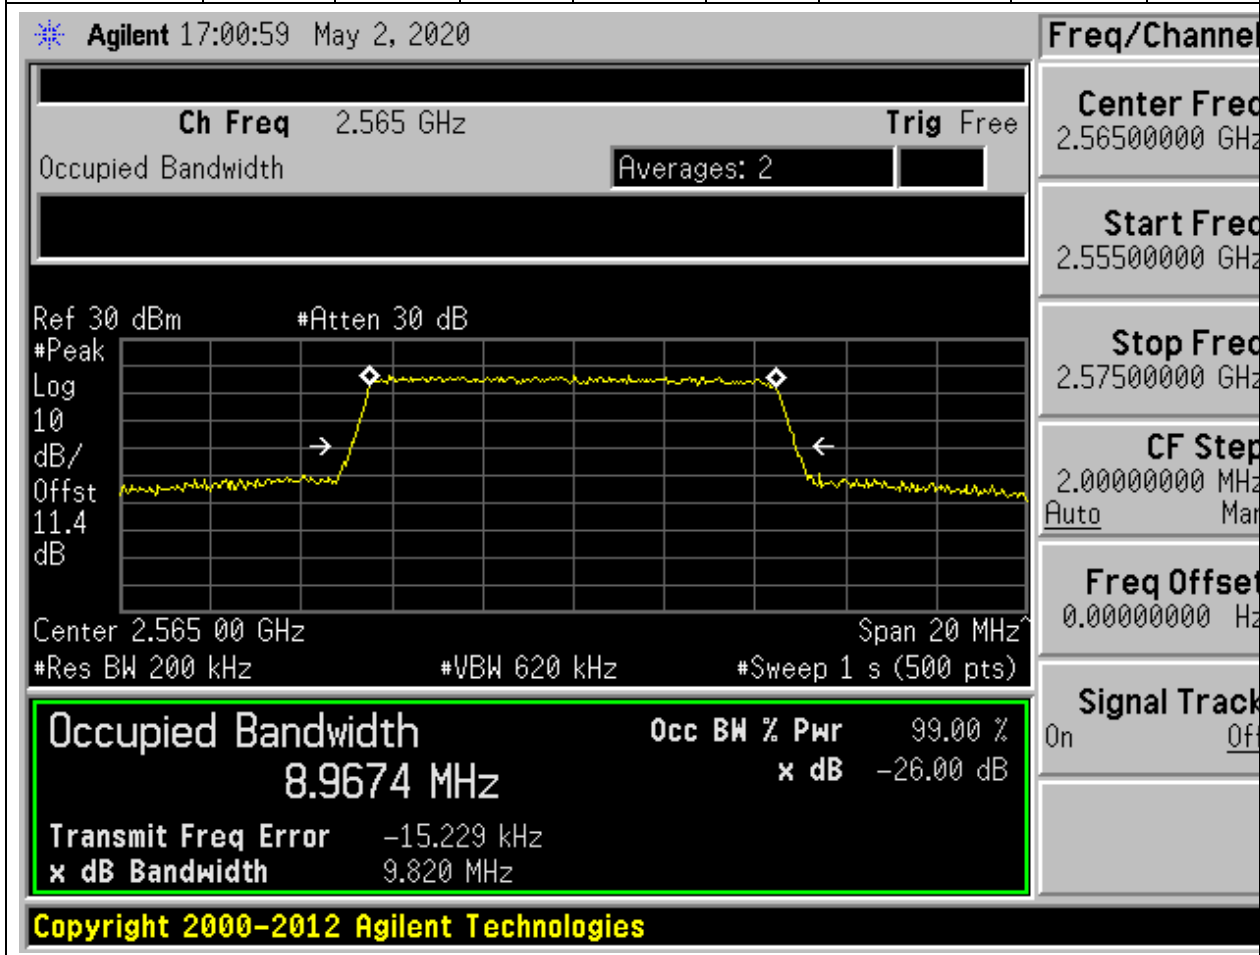 Agilent 17:00:59 May 2, 2020
Freq/Channel
Ch Freq 2.565 GHz Trig Free
Occupied Bandwidth Averages: 2
Center Freq
2.56500000 GHz
Start Freq
2.55500000 GHz
Stop Freq
2.57500000 GHz
CF Step
2.00000000 MHz
Auto Man
Freq Offset
0.00000000 Hz
Signal Track
On Off
Ref 30 dBm #Atten 30 dB
#Peak
Log
10
dB/
Offst
11.4
dB
Center 2.565 00 GHz Span 20 MHz^
#Res BW 200 kHz #VBW 620 kHz #Sweep 1 s (500 pts)
Occupied Bandwidth
8.9674 MHz
Occ BW % Pwr 99.00 %
x dB -26.00 dB
Transmit Freq Error -15.229 kHz
x dB Bandwidth 9.820 MHz
Copyright 2000-2012 Agilent Technologies